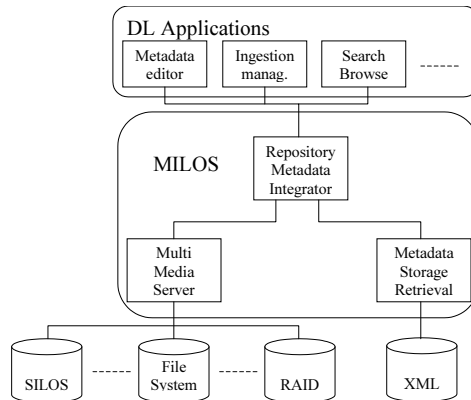 DL Applications
Metadata
editor
Ingestion
manag.
Search
Browse
MILOS
Repository
Metadata
Integrator
Multi
Media
Server
Metadata
Storage
Retrieval
SILOS
File
System
RAID
XML